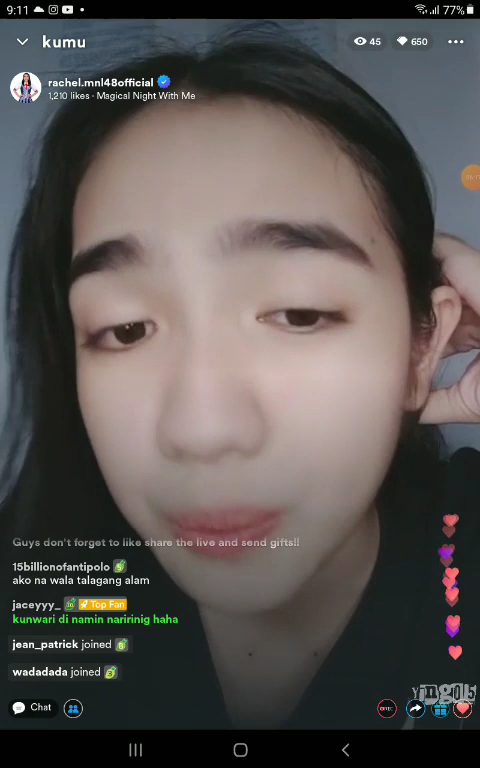 9:11
77%
kumu
45
650
rachel.mnl48official
1,210 likes · Magical Night With Me
Guys don't forget to like share the live and send gifts!!
15billionofantipolo
ako na wala talagang alam
jaceyyy_ Top Fan
kunwari di namin naririnig haha
jean_patrick joined
wadadada joined
Chat